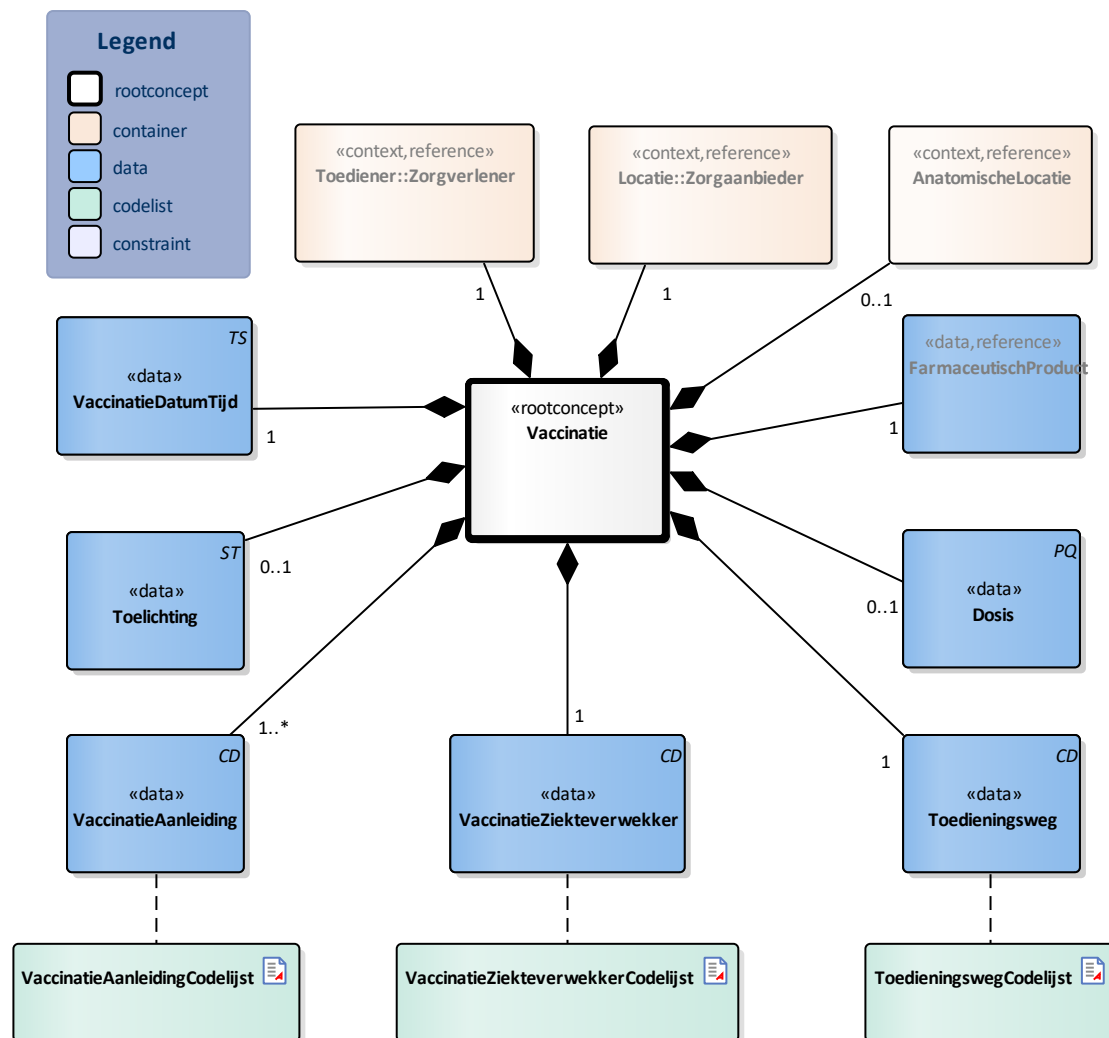 Legend
rootconcept
container
data
codelist
constraint
«context,reference»
Toediener::Zorgverlener
«context,reference»
Locatie::Zorgaanbieder
«context,reference»
AnatomischeLocatie
1
1
0..1
TS
«data»
VaccinatieDatumTijd
1
«rootconcept»
Vaccinatie
«data,reference»
FarmaceutischProduct
1
ST
«data»
Toelichting
0..1
PQ
«data»
Dosis
0..1
CD
«data»
VaccinatieAanleiding
1..*
CD
«data»
VaccinatieZiekteverwekker
1
CD
«data»
Toedieningsweg
1
VaccinatieAanleidingCodelijst
VaccinatieZiekteverwekkerCodelijst
ToedieningswegCodelijst